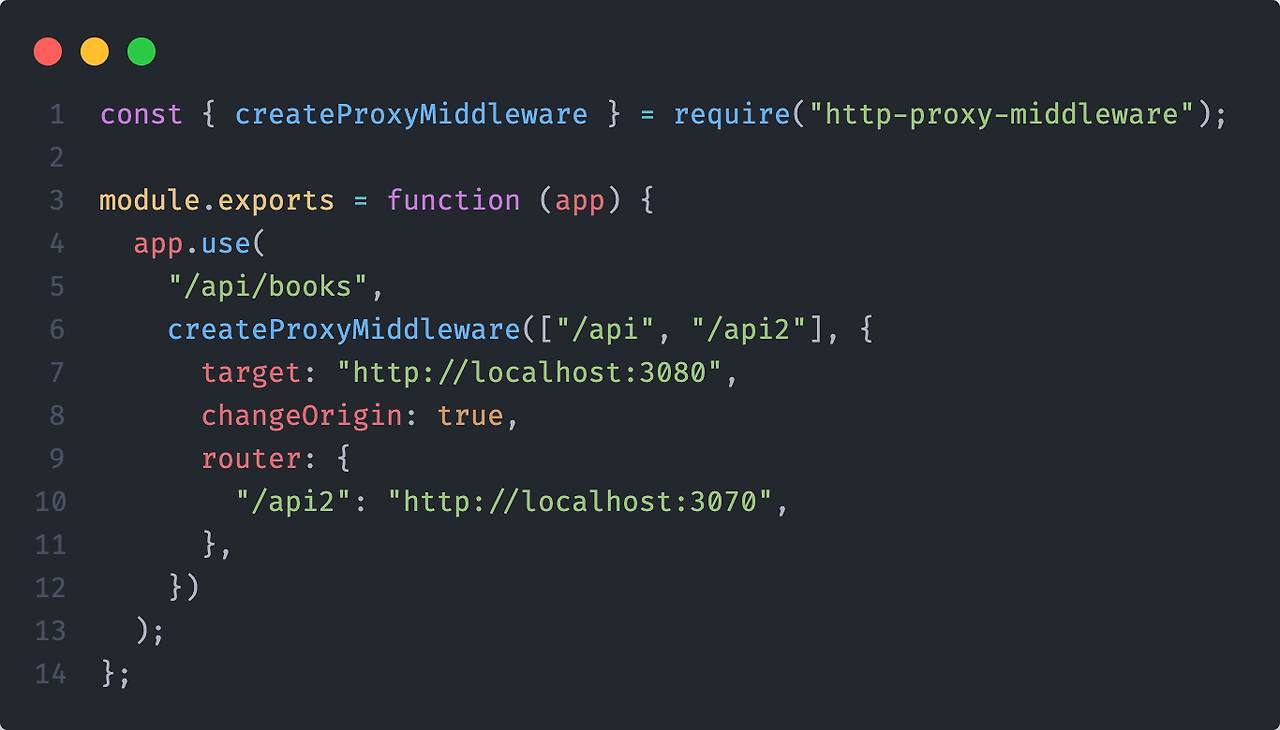 1 const { createProxyMiddleware } = require("http-proxy-middleware");
2
3 module.exports = function (app) {
4   app.use(
5     "/api/books",
6     createProxyMiddleware(["/api", "/api2"], {
7       target: "http://localhost:3080",
8       changeOrigin: true,
9       router: {
10         "/api2": "http://localhost:3070",
11       },
12     })
13   );
14 };